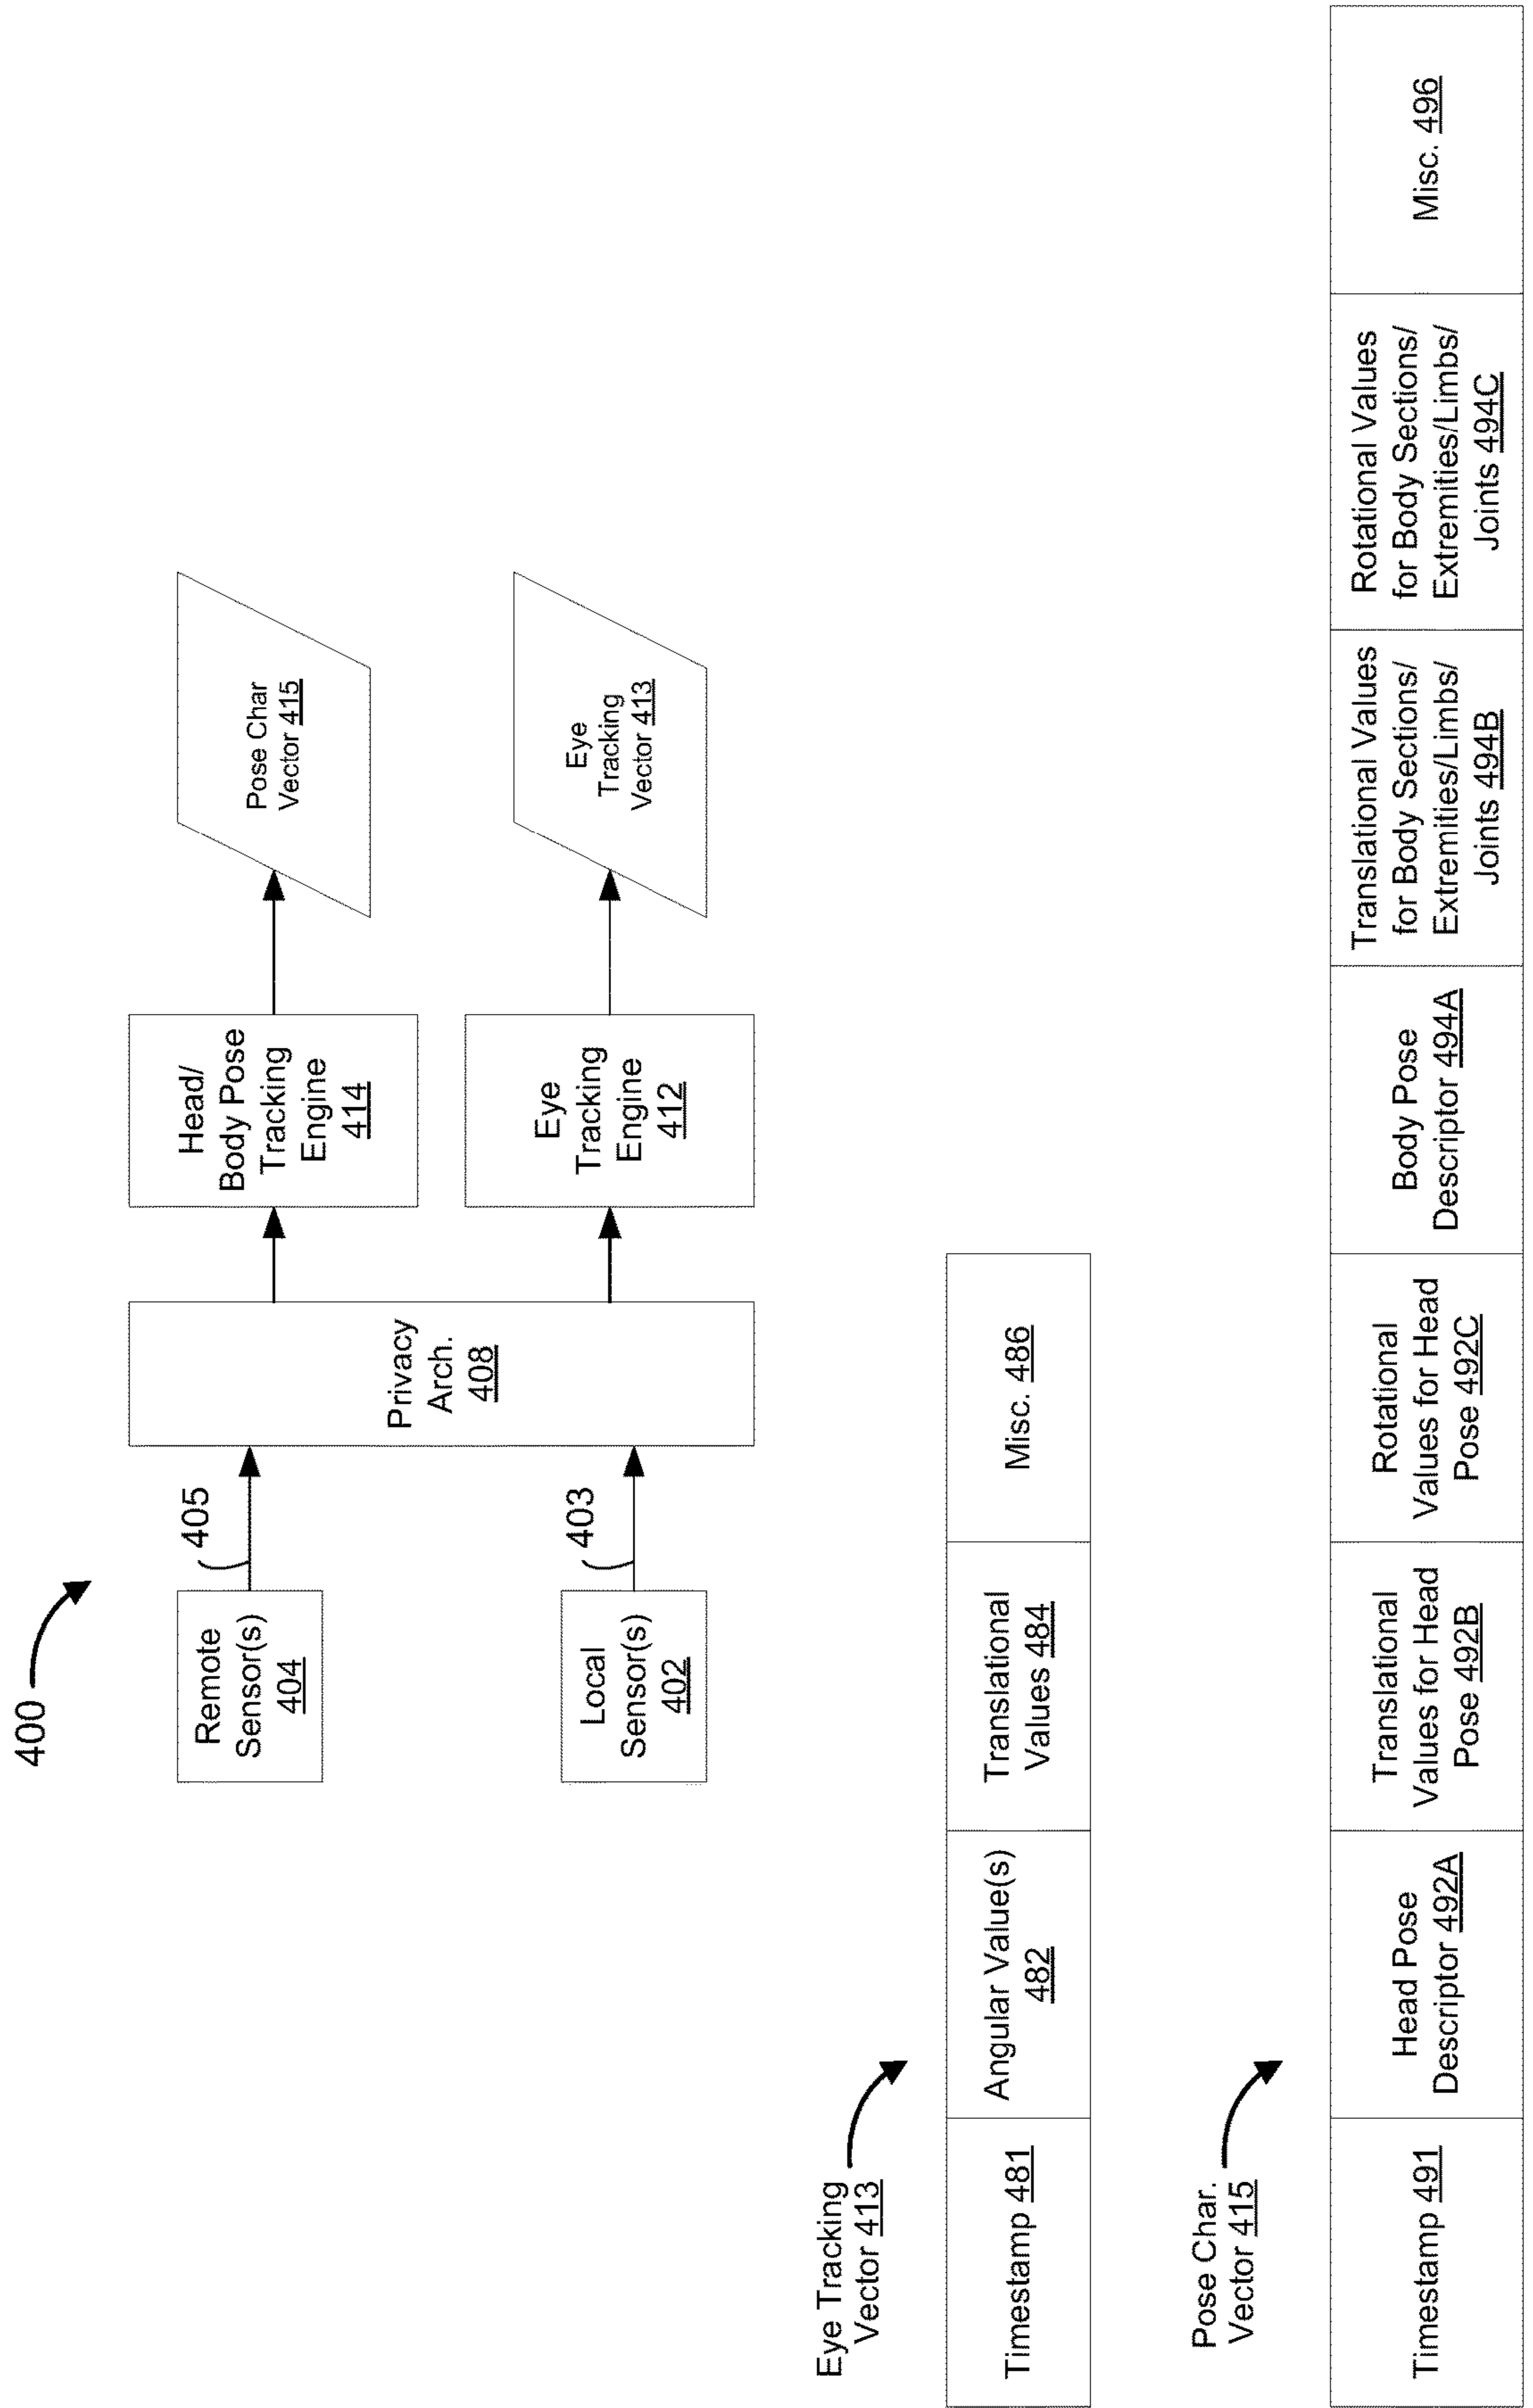 400
Remote
Sensor(s)
404
405
Local
Sensor(s)
402
403
Privacy
Arch.
408
Head/
Body Pose
Tracking
Engine
414
Eye
Tracking
Engine
412
Pose Char
Vector 415
Eye
Tracking
Vector 413
Eye Tracking
Vector 413
Timestamp 481
Angular Value(s)
482
Translational
Values 484
Misc. 486
Pose Char.
Vector 415
Timestamp 491
Head Pose
Descriptor 492A
Translational
Values for Head
Pose 492B
Rotational
Values for Head
Pose 492C
Body Pose
Descriptor 494A
Translational Values
for Body Sections/
Extremities/Limbs/
Joints 494B
Rotational Values
for Body Sections/
Extremities/Limbs/
Joints 494C
Misc. 496